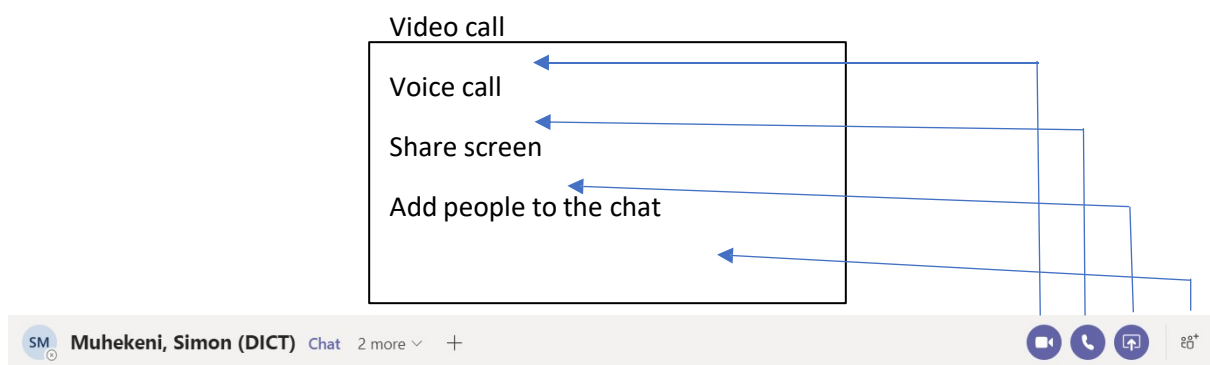 Video call
Voice call
Share screen
Add people to the chat
SM Muhekeni, Simon (DICT) Chat 2 more